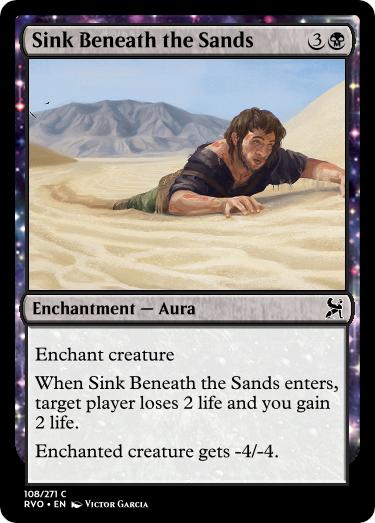 Sink Beneath the Sands 3
Enchantment — Aura
Enchant creature
When Sink Beneath the Sands enters,
target player loses 2 life and you gain
2 life.
Enchanted creature gets -4/-4.
108/271 C
RVO • EN Victor Garcia